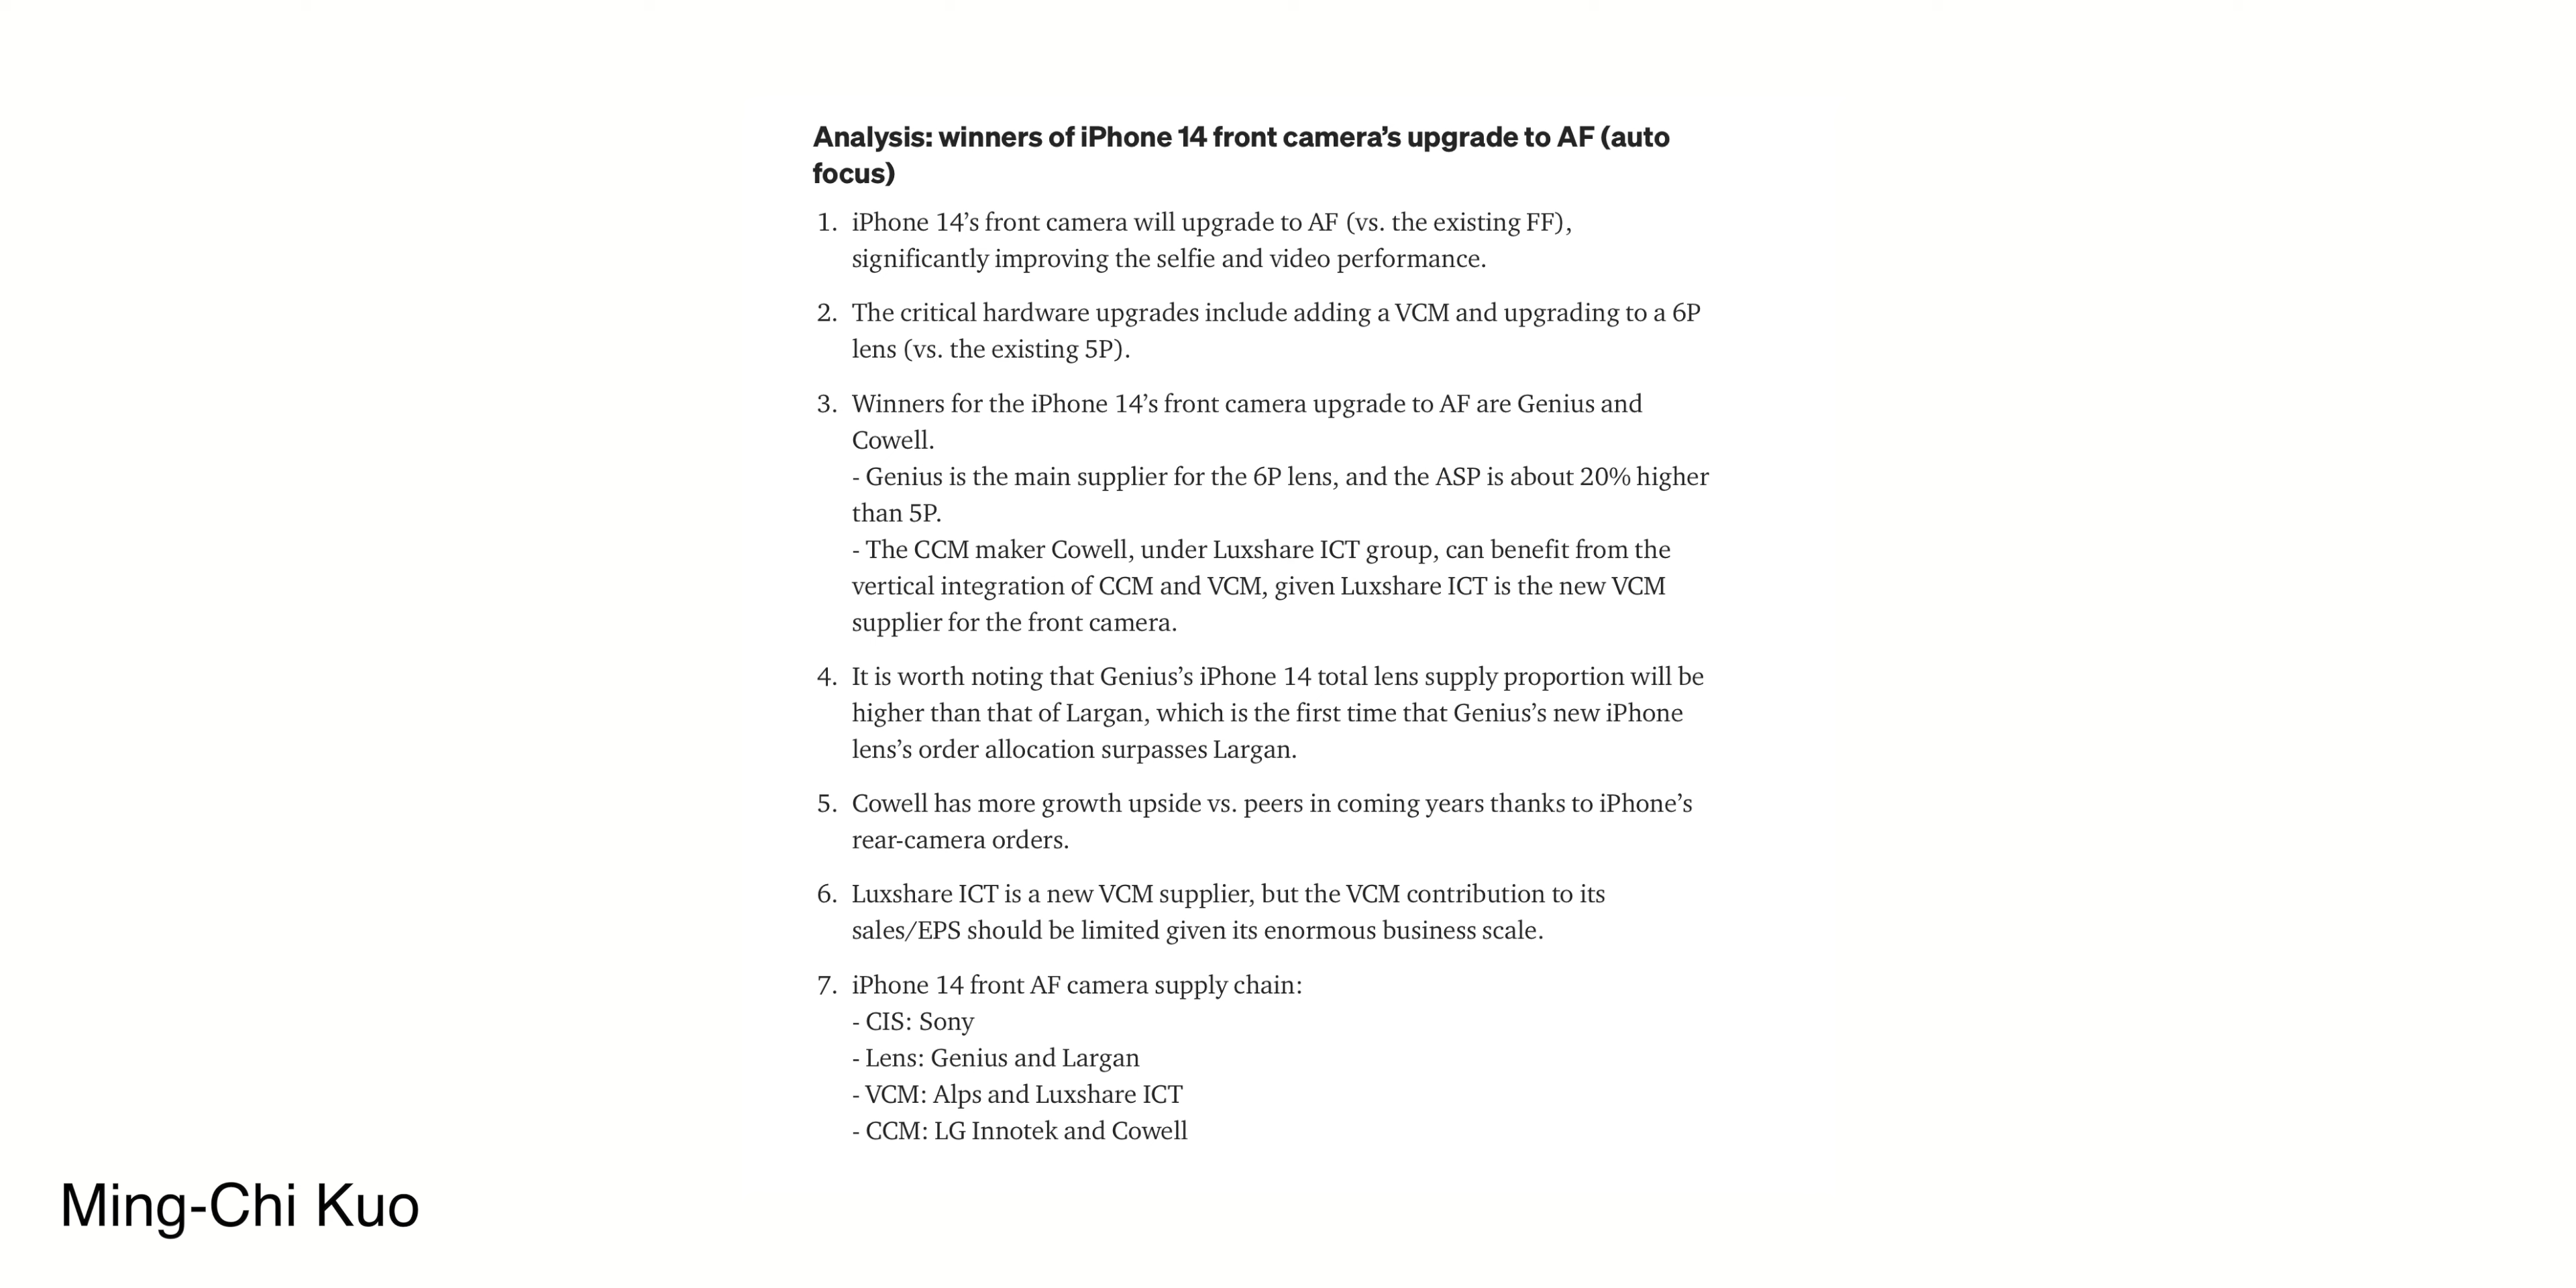 Analysis: winners of iPhone 14 front camera’s upgrade to AF (auto
focus)
1. iPhone 14’s front camera will upgrade to AF (vs. the existing FF),
significantly improving the selfie and video performance.
2. The critical hardware upgrades include adding a VCM and upgrading to a 6P
lens (vs. the existing 5P).
3. Winners for the iPhone 14’s front camera upgrade to AF are Genius and
Cowell.
- Genius is the main supplier for the 6P lens, and the ASP is about 20% higher
than 5P.
- The CCM maker Cowell, under Luxshare ICT group, can benefit from the
vertical integration of CCM and VCM, given Luxshare ICT is the new VCM
supplier for the front camera.
4. It is worth noting that Genius’s iPhone 14 total lens supply proportion will be
higher than that of Largan, which is the first time that Genius’s new iPhone
lens’s order allocation surpasses Largan.
5. Cowell has more growth upside vs. peers in coming years thanks to iPhone’s
rear-camera orders.
6. Luxshare ICT is a new VCM supplier, but the VCM contribution to its
sales/EPS should be limited given its enormous business scale.
7. iPhone 14 front AF camera supply chain:
- CIS: Sony
- Lens: Genius and Largan
- VCM: Alps and Luxshare ICT
- CCM: LG Innotek and Cowell
Ming-Chi Kuo